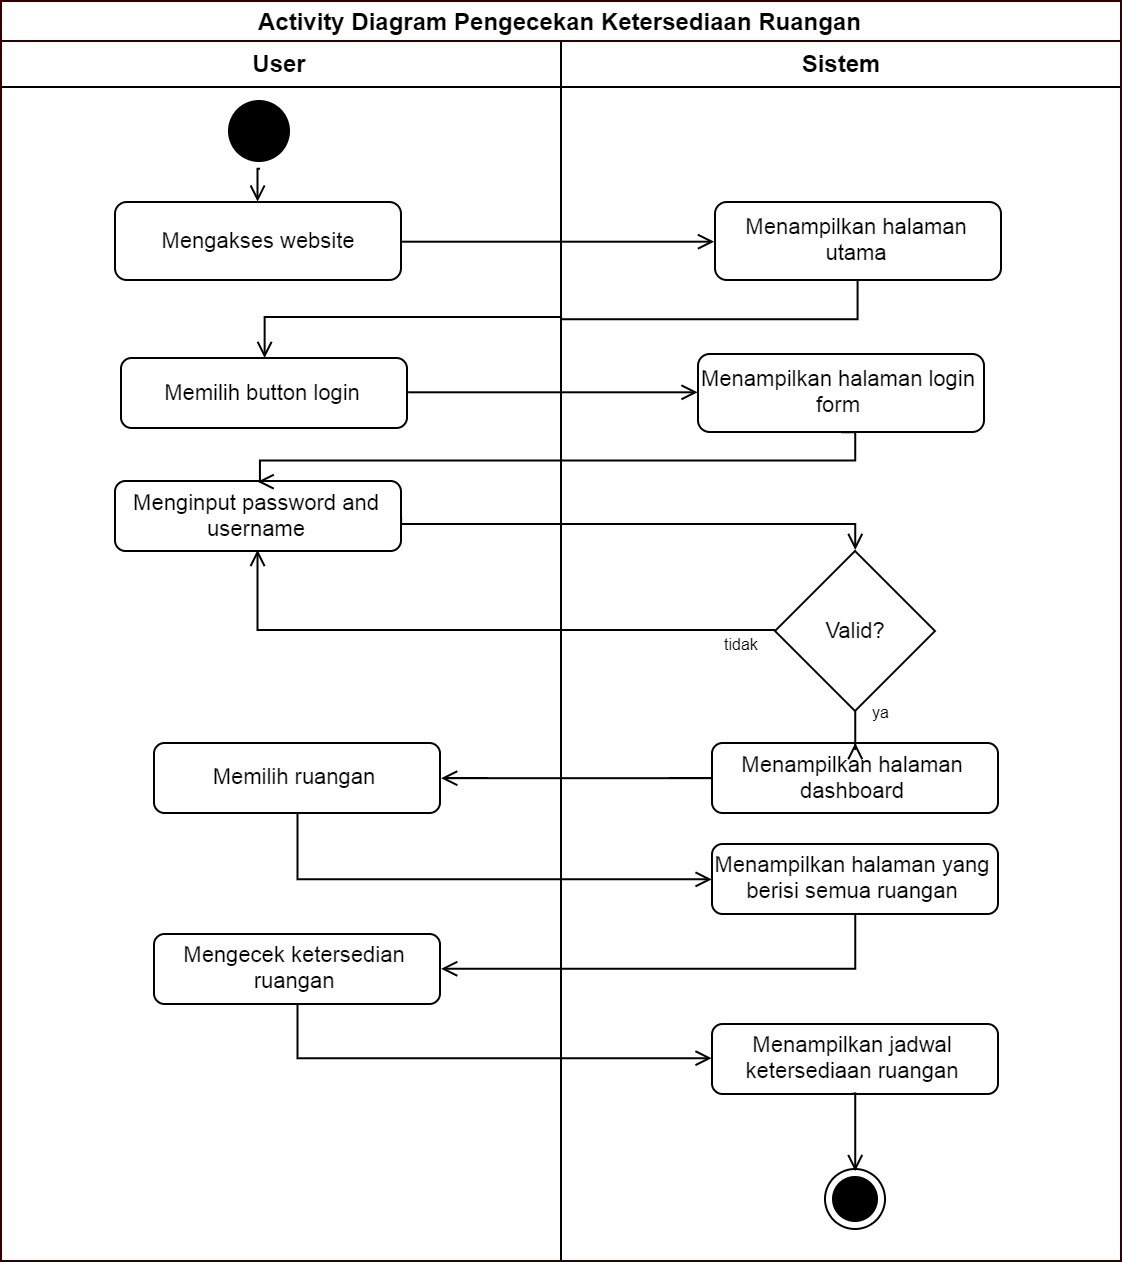 Activity Diagram Pengecekan Ketersediaan Ruangan
User
Sistem
Mengakses website
Menampilkan halaman
utama
Memilih button login
Menampilkan halaman login
form
Menginput password and
username
Valid?
tidak
ya
Menampilkan halaman
dashboard
Memilih ruangan
Menampilkan halaman yang
berisi semua ruangan
Mengecek ketersedian
ruangan
Menampilkan jadwal
ketersediaan ruangan